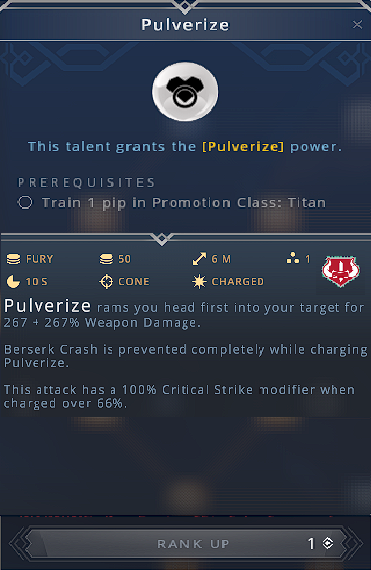 Pulverize
This talent grants the [Pulverize] power.
PREREQUISITES
Train 1 pip in Promotion Class: Titan
FURY 50 6 M 1
10 S CONE CHARGED
Pulverize rams you head first into your target for
267 + 267% Weapon Damage.
Berserk Crash is prevented completely while charging
Pulverize.
This attack has a 100% Critical Strike modifier when
charged over 66%.
RANK UP 1